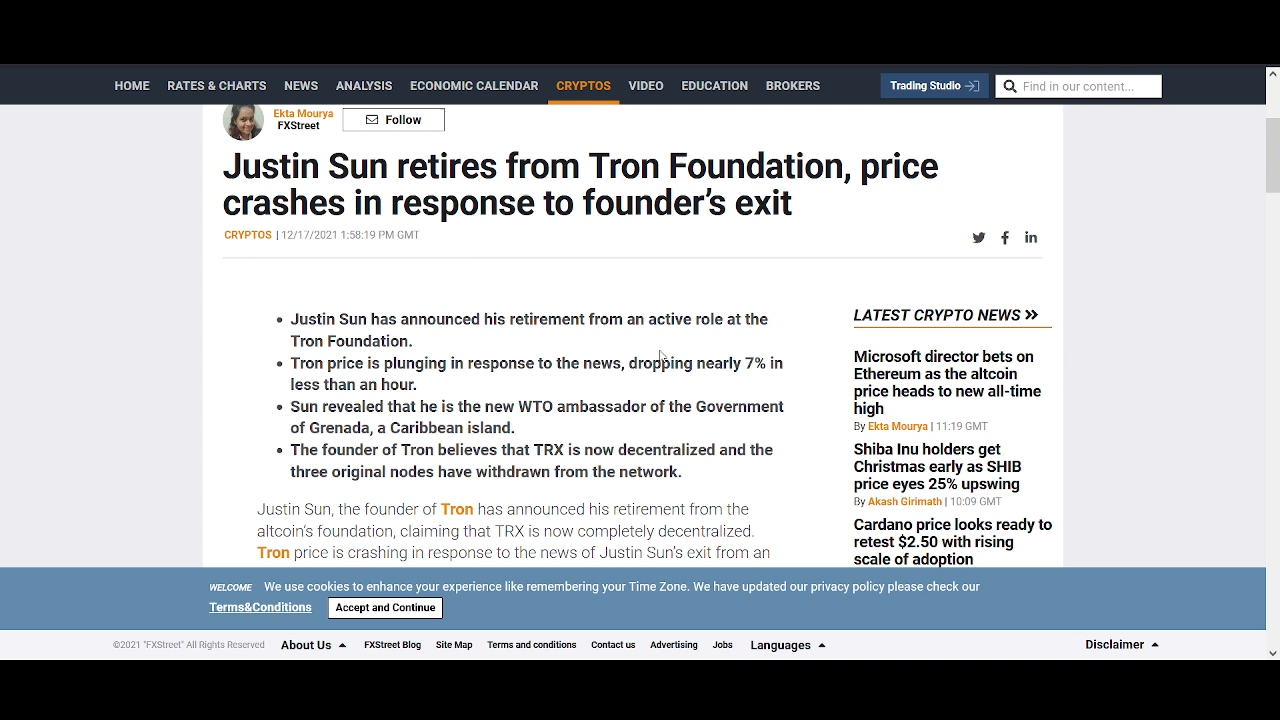 HOME RATES & CHARTS NEWS ANALYSIS ECONOMIC CALENDAR CRYPTOS VIDEO EDUCATION BROKERS Trading Studio Find in our content...
Ekta Mourya
FXStreet
Follow
Justin Sun retires from Tron Foundation, price
crashes in response to founder’s exit
CRYPTOS | 12/17/2021 1:58:19 PM GMT
• Justin Sun has announced his retirement from an active role at the
Tron Foundation.
• Tron price is plunging in response to the news, dropping nearly 7% in
less than an hour.
• Sun revealed that he is the new WTO ambassador of the Government
of Grenada, a Caribbean island.
• The founder of Tron believes that TRX is now decentralized and the
three original nodes have withdrawn from the network.
Justin Sun, the founder of Tron has announced his retirement from the
altcoin’s foundation, claiming that TRX is now completely decentralized.
Tron price is crashing in response to the news of Justin Sun's exit from an
LATEST CRYPTO NEWS
Microsoft director bets on
Ethereum as the altcoin
price heads to new all-time
high
By Ekta Mourya | 11:19 GMT
Shiba Inu holders get
Christmas early as SHIB
price eyes 25% upswing
By Akash Girimath | 10:09 GMT
Cardano price looks ready to
retest $2.50 with rising
scale of adoption
WELCOME We use cookies to enhance your experience like remembering your Time Zone. We have updated our privacy policy please check our
Terms&Conditions Accept and Continue
©2021 "FXStreet" All Rights Reserved About Us FXStreet Blog Site Map Terms and conditions Contact us Advertising Jobs Languages Disclaimer